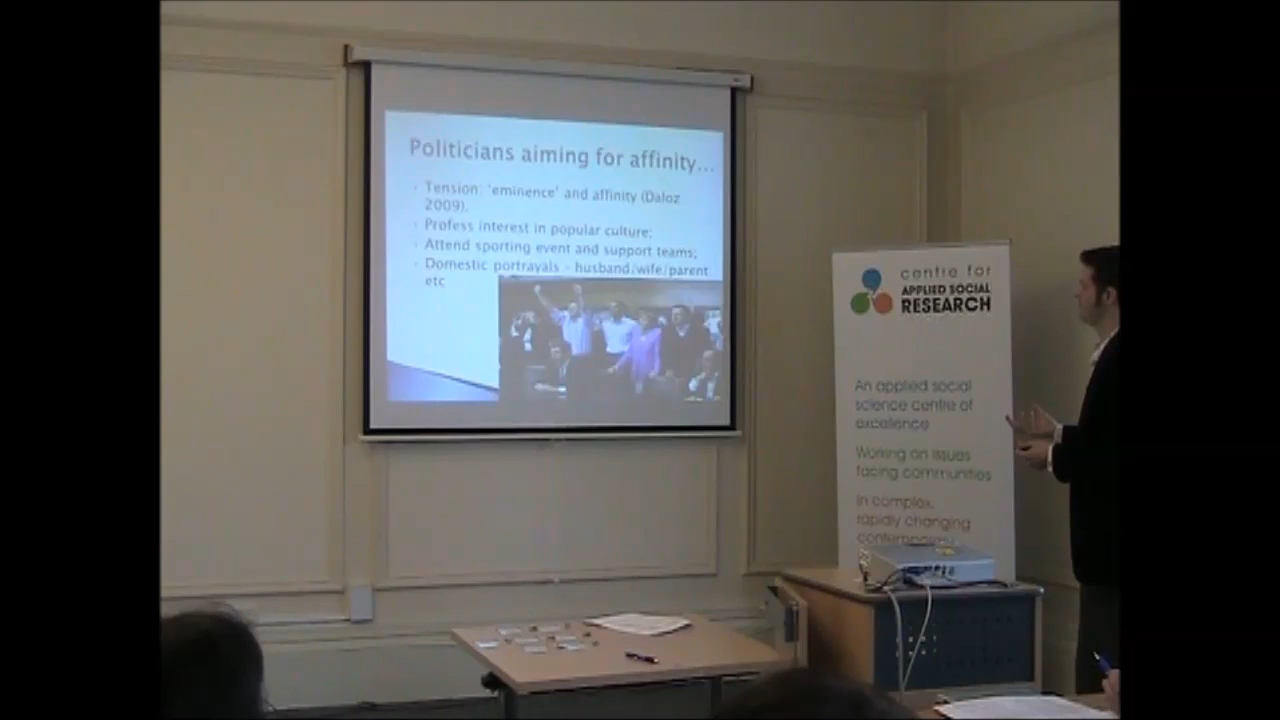 Politicians aiming for affinity...
Tension: 'eminence' and affinity (Daloz
2009).
Profess interest in popular culture;
Attend sporting event and support teams;
Domestic portrayals - husband/wife/parent
etc
centre for
APPLIED SOCIAL
RESEARCH
An applied social
science centre of
excellence
Working on issues
facing communities
In complex,
rapidly changing
contemporary